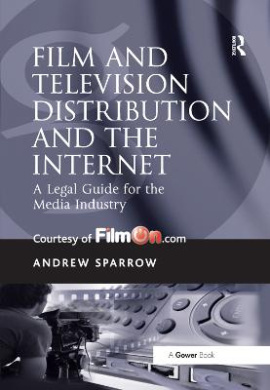 Routledge
FILM AND
TELEVISION
DISTRIBUTION
AND THE
INTERNET
A Legal Guide for the
Media Industry
Courtesy of FilmOn.com
ANDREW SPARROW
A Gower Book